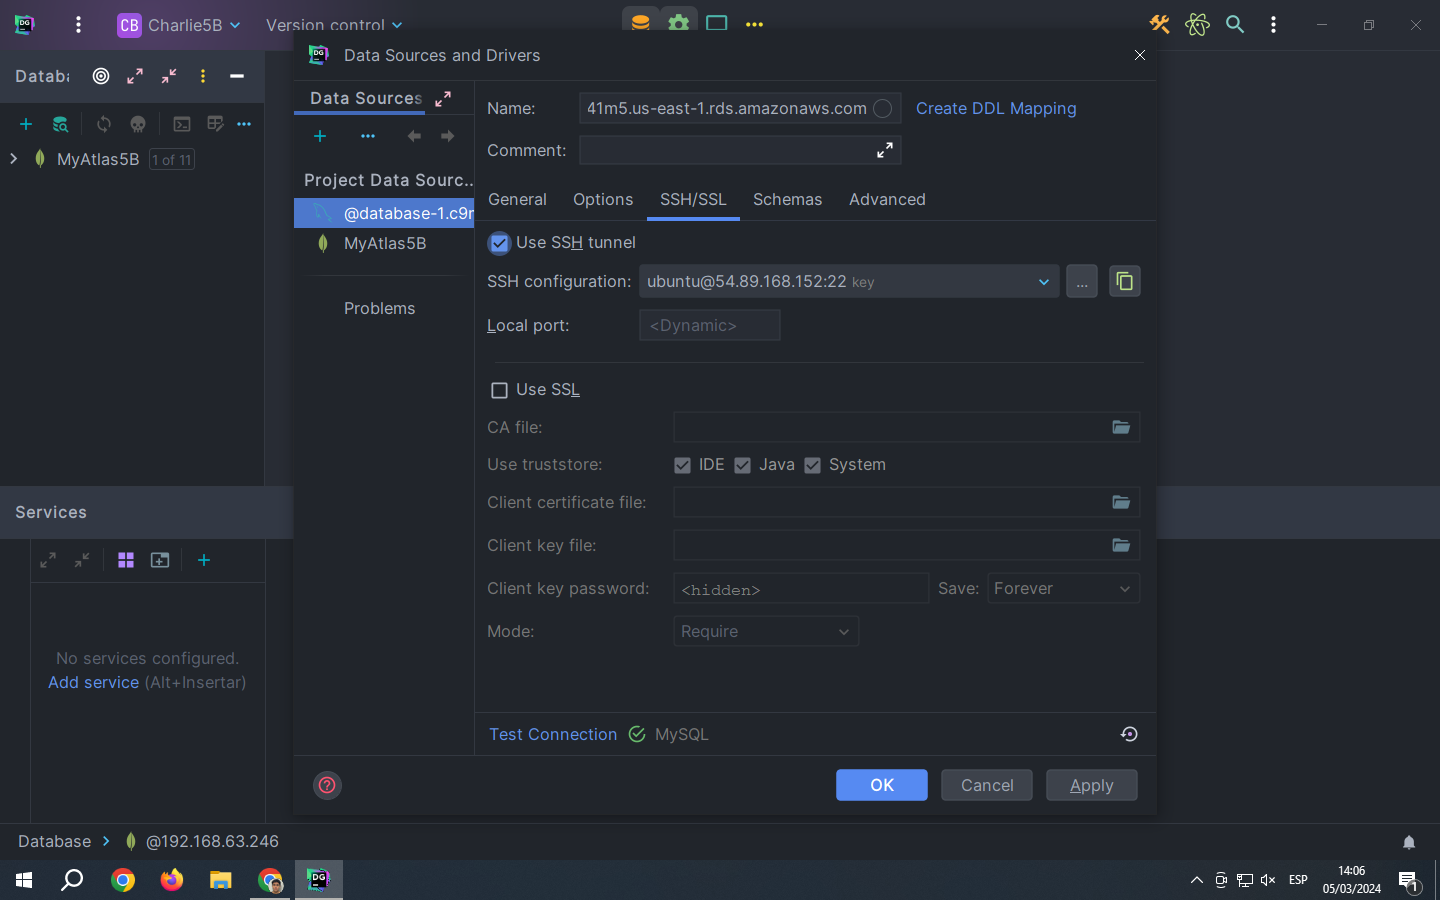 CB Charlie5B
Version control
Data Sources and Drivers
Data Sources
Name: 41m5.us-east-1.rds.amazonaws.com Create DDL Mapping
Comment:
MyAtlas5B 1 of 11
Project Data Sourc..
@database-1.c9
MyAtlas5B
Problems
General Options SSH/SSL Schemas Advanced
Use SSH tunnel
SSH configuration: ubuntu@54.89.168.152:22 key ...
Local port: <Dynamic>
Use SSL
CA file:
Use truststore: IDE Java System
Client certificate file:
Client key file:
Client key password: <hidden> Save: Forever
Mode: Require
Services
No services configured.
Add service (Alt+Insertar)
Test Connection MySQL
OK Cancel Apply
Database @192.168.63.246
DG
ESP
14:06
05/03/2024
1